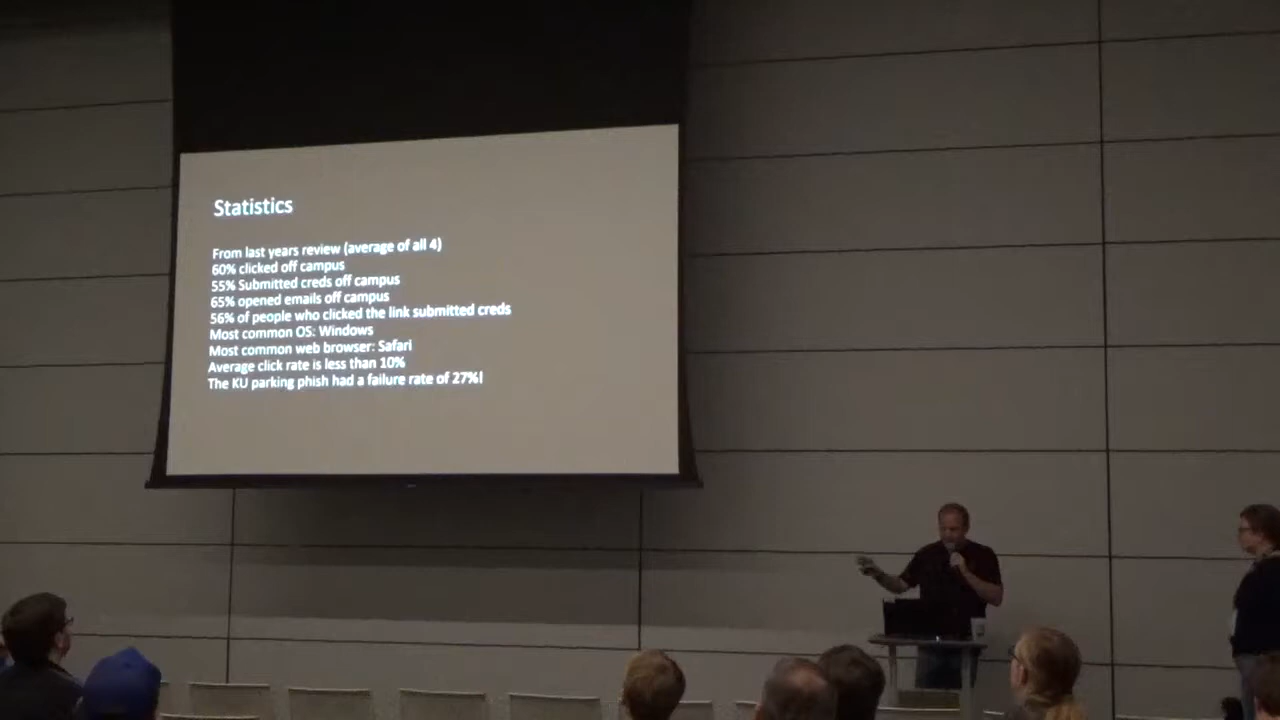 Statistics
From last years review (average of all 4)
60% clicked off campus
55% Submitted creds off campus
65% opened emails off campus
56% of people who clicked the link submitted creds
Most common OS: Windows
Most common web browser: Safari
Average click rate is less than 10%
The KU parking phish had a failure rate of 27%!